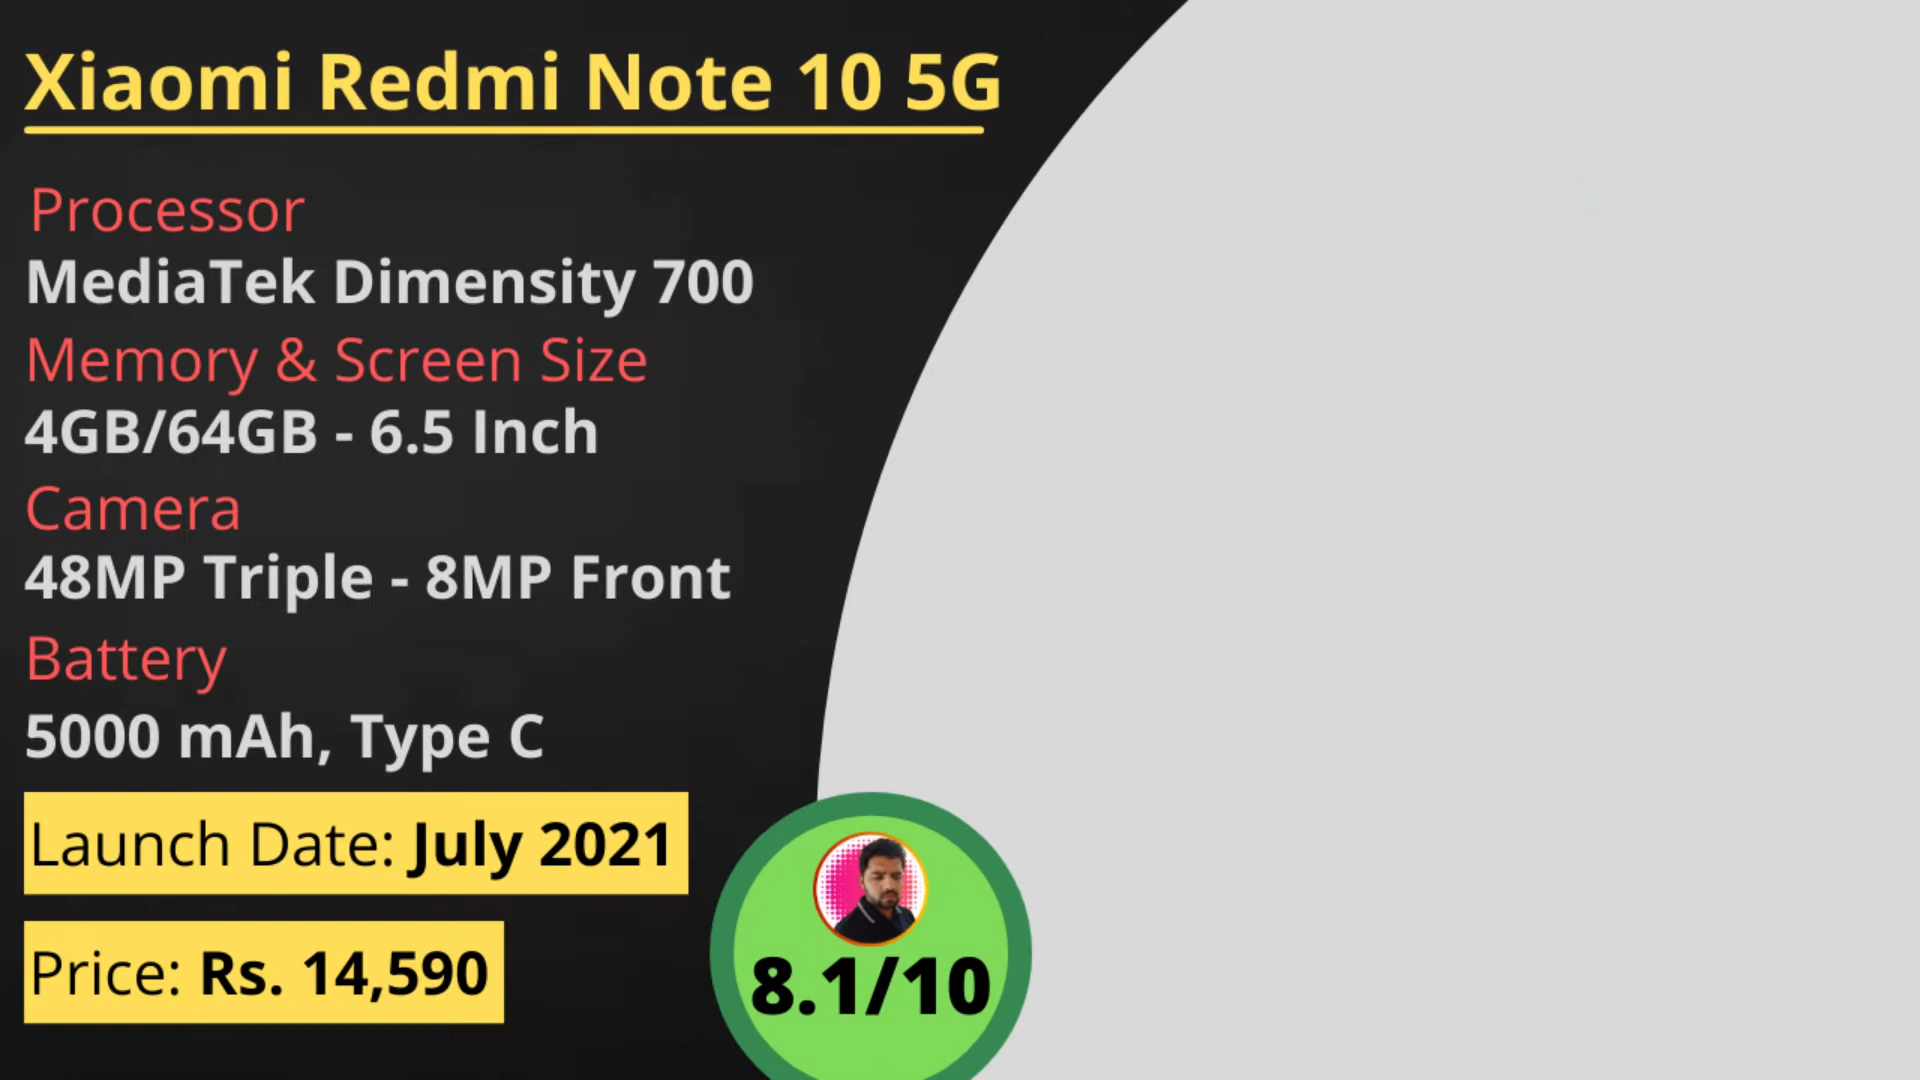 Xiaomi Redmi Note 10 5G
Processor
MediaTek Dimensity 700
Memory & Screen Size
4GB/64GB - 6.5 Inch
Camera
48MP Triple - 8MP Front
Battery
5000 mAh, Type C
Launch Date: July 2021
Price: Rs. 14,590
8.1/10